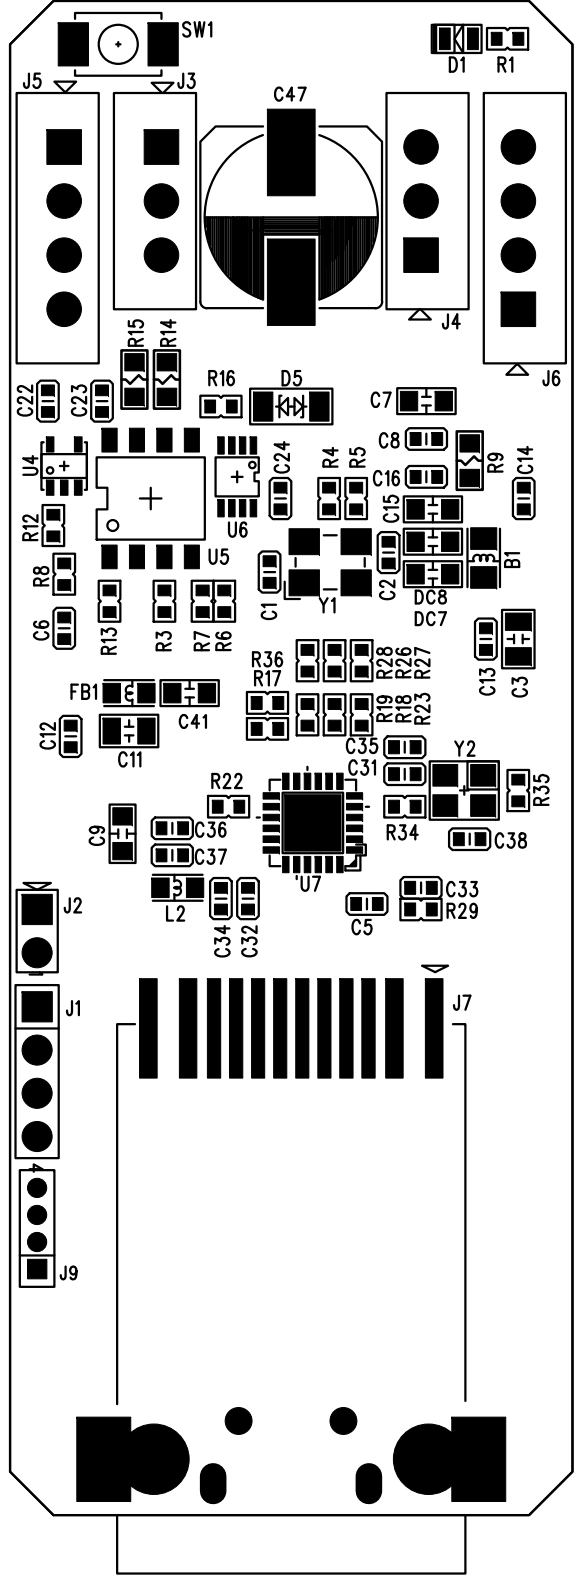 SW1
D1
R1
J5
J3
C47
J4
J6
R15
R14
R16
D5
C7
C22
C23
C8
R9
U4
C24
R4
R5
C16
C14
C15
R12
U6
U5
B1
R8
C1
Y1
C2
DC8
DC7
C6
R13
R3
R7
R6
C13
C3
R36
R17
R28
R26
R27
FB1
C41
R19
R18
R23
C12
C11
C35
Y2
C31
R22
R35
C9
C36
R34
C38
C37
U7
L2
C34
C32
C5
C33
R29
J2
J1
J7
4
J9